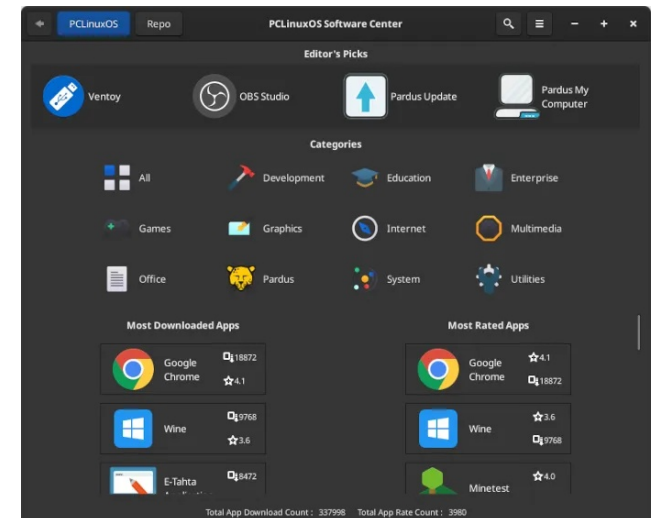 PCLinuxOS Repo PCLinuxOS Software Center
Editor's Picks
Ventoy OBS Studio Pardus Update Pardus My Computer
Categories
All Development Education Enterprise
Games Graphics Internet Multimedia
Office Pardus System Utilities
Most Downloaded Apps
Google Chrome 18872 4.1
Wine 9768 3.6
E-Tahta 8472
Most Rated Apps
Google Chrome 4.1 18872
Wine 3.6 9768
Minetest 4.0
Total App Download Count : 337998 Total App Rate Count : 3980